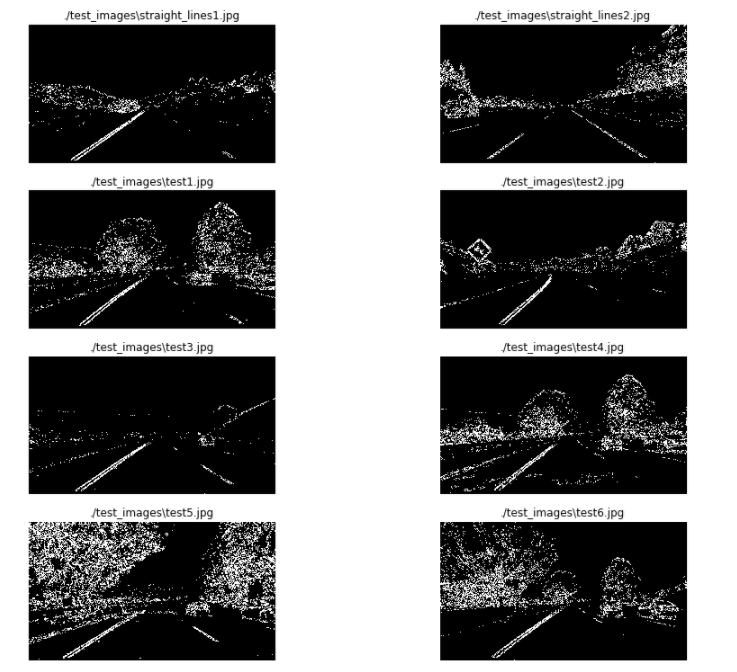 ./test_images\straight_lines1.jpg
./test_images\straight_lines2.jpg
./test_images\test1.jpg
./test_images\test2.jpg
./test_images\test3.jpg
./test_images\test4.jpg
./test_images\test5.jpg
./test_images\test6.jpg